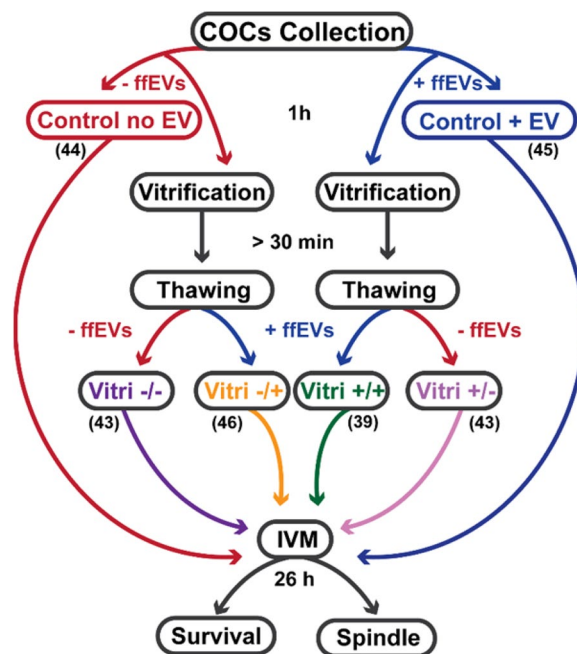 COCs Collection
- ffEVs
+ ffEVs
Control no EV
1h
Control + EV
(44)
(45)
Vitrification
Vitrification
> 30 min
Thawing
Thawing
- ffEVs
+ ffEVs
- ffEVs
Vitri -/-
Vitri -/+
Vitri +/+
Vitri +/-
(43)
(46)
(39)
(43)
IVM
26 h
Survival
Spindle